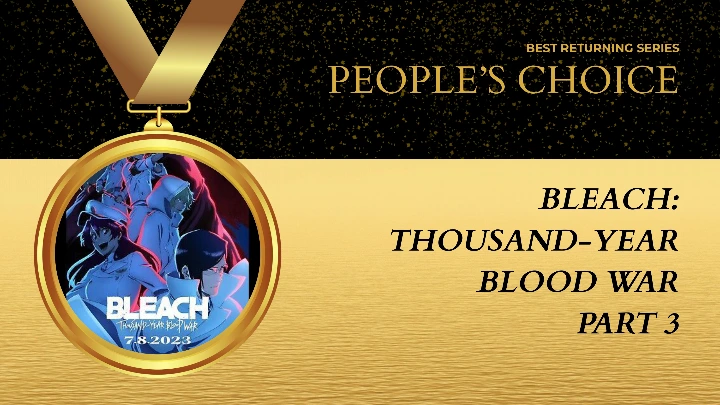 BEST RETURNING SERIES
PEOPLE'S CHOICE
BLEACH:
THOUSAND-YEAR
BLOOD WAR
PART 3
BLEACH
THOUSAND-YEAR BLOOD WAR
7.8.2023